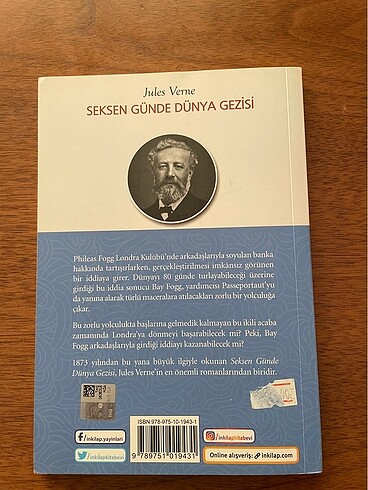 Jules Verne
SEKSEN GÜNDE DÜNYA GEZİSİ
Phileas Fogg Londra Kulübü'nde arkadaşlarıyla soyulan banka
hakkında tartışırlarken, gerçekleştirilmesi imkânsız görünen
bir iddiaya girer. Dünyayı 80 günde turlayabileceği üzerine
girdiği bu iddia sonucu Bay Fogg, yardımcısı Passeportaut'yu
da yanına alarak türlü maceralara atılacakları zorlu bir yolculuğa
çıkar.
Bu zorlu yolculukta başlarına gelmedik kalmayan bu ikili acaba
zamanında Londra'ya dönmeyi başarabilecek mi? Peki, Bay
Fogg arkadaşlarıyla girdiği iddiayı kazanabilecek mi?
1873 yılından bu yana büyük ilgiyle okunan Seksen Günde
Dünya Gezisi, Jules Verne'in en önemli romanlarından biridir.
ISBN 978-975-10-1943-1
9 789751 019431
/inkilap.yayinlari
/inkilapkitabevi
/inkilapkitabevi
Online alışveriş: inkilap.com